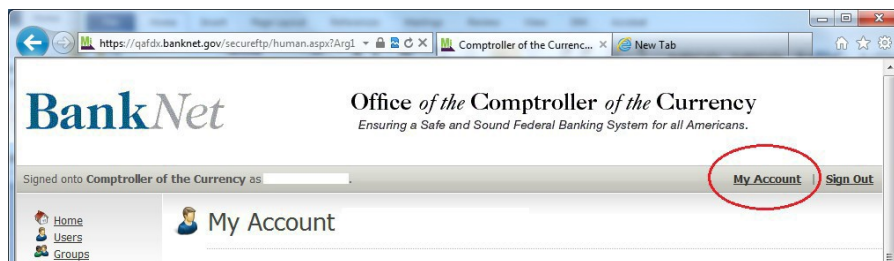 https://qafdx.banknet.gov/secureftp/human.aspx?Arg1
Comptroller of the Currenc...
New Tab
BankNet
Office of the Comptroller of the Currency
Ensuring a Safe and Sound Federal Banking System for all Americans.
Signed onto Comptroller of the Currency as .
My Account | Sign Out
Home
My Account
Users
Groups